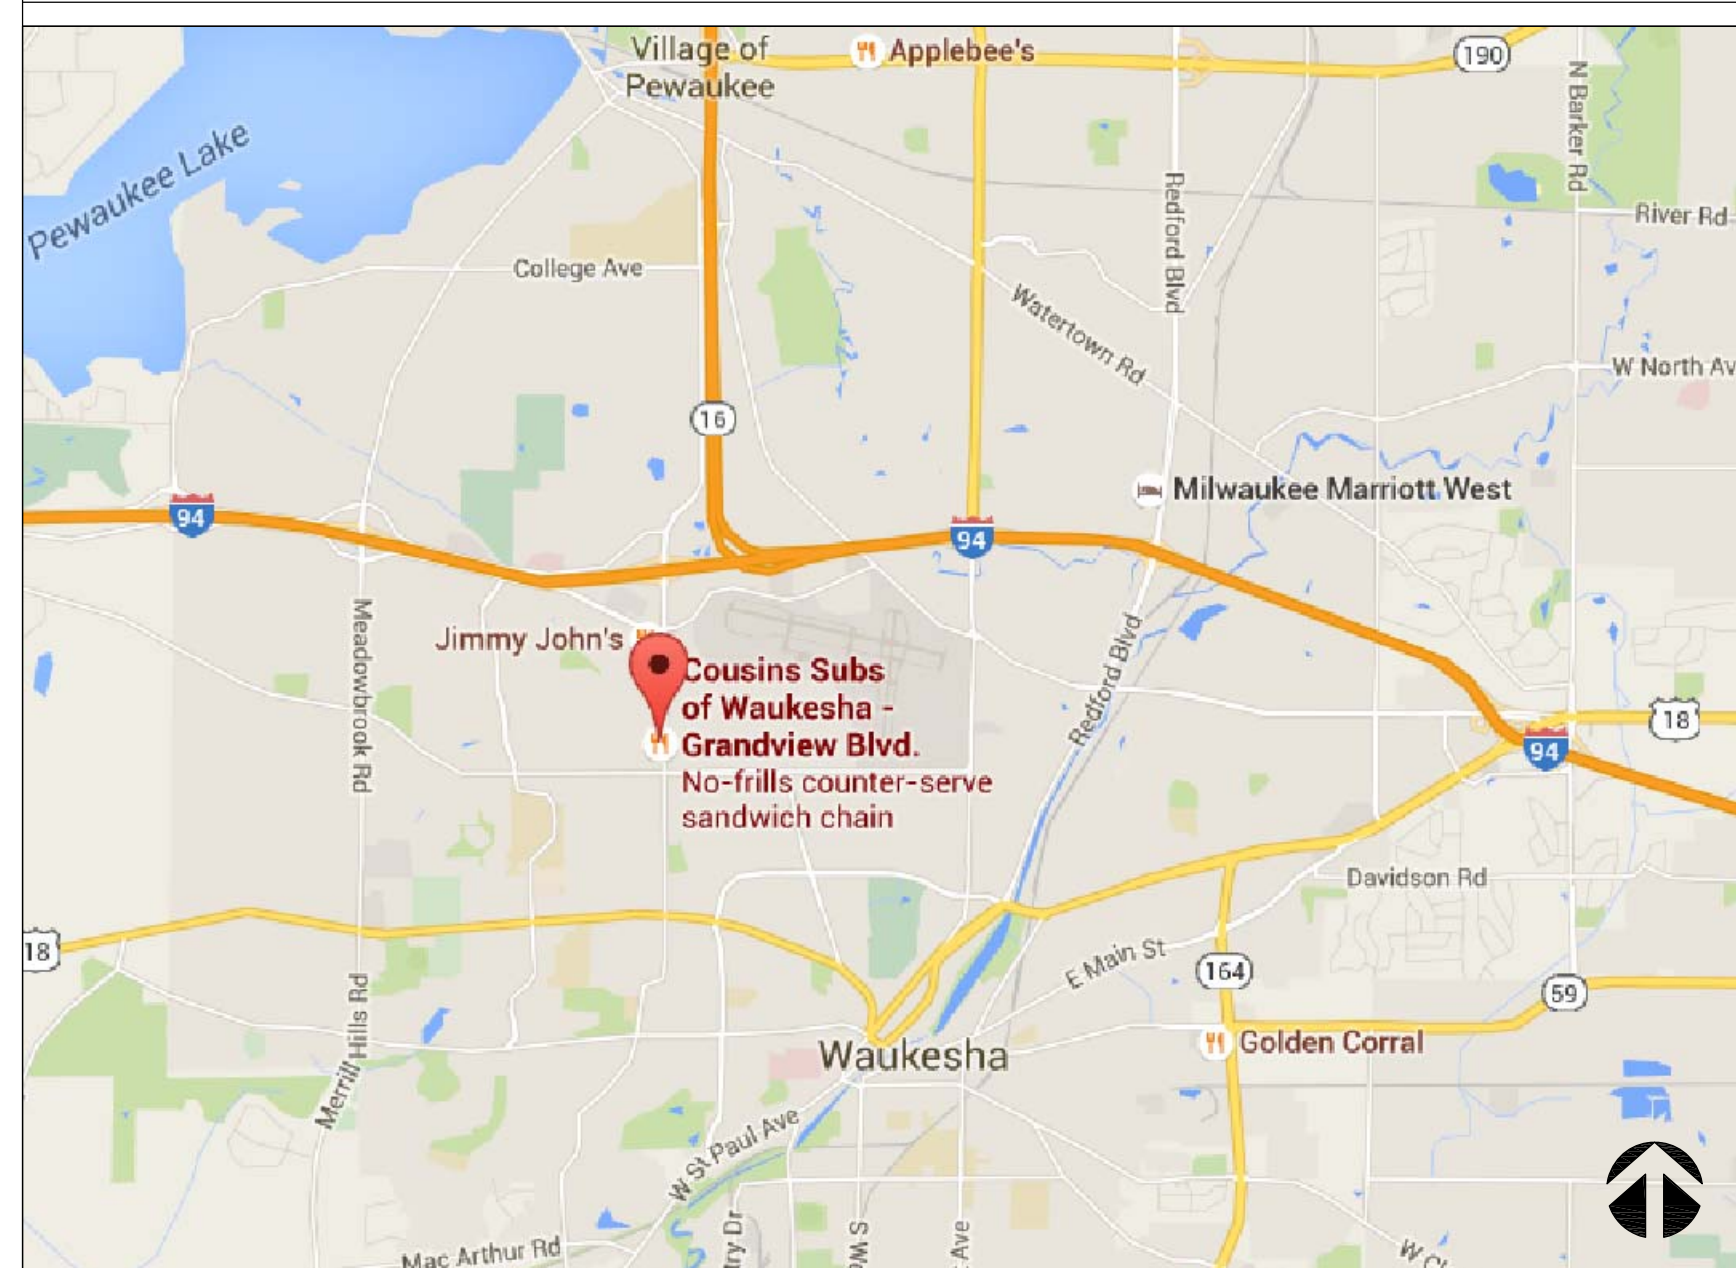 Village of
Pewaukee
Applebee's
190
N Barker Rd
Pewaukee Lake
River Rd
Redford Blvd
College Ave
Watertown Rd
W North Av
16
Milwaukee Marriott West
94
94
Meadowbrook Rd
Jimmy John's
Cousins Subs
of Waukesha -
Grandview Blvd.
No-frills counter-serve
sandwich chain
Redford Blvd
18
94
Davidson Rd
18
E Main St
164
59
Merrill Hills Rd
Golden Corral
Waukesha
W St Paul Ave
Mac Arthur Rd
try Dr
Ave